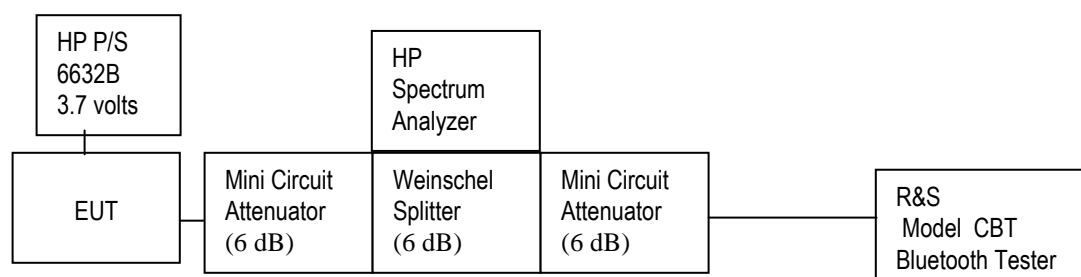 HP P/S
6632B
3.7 volts
HP
Spectrum
Analyzer
EUT
Mini Circuit
Attenuator
(6 dB)
Weinschel
Splitter
(6 dB)
Mini Circuit
Attenuator
(6 dB)
R&S
Model CBT
Bluetooth Tester